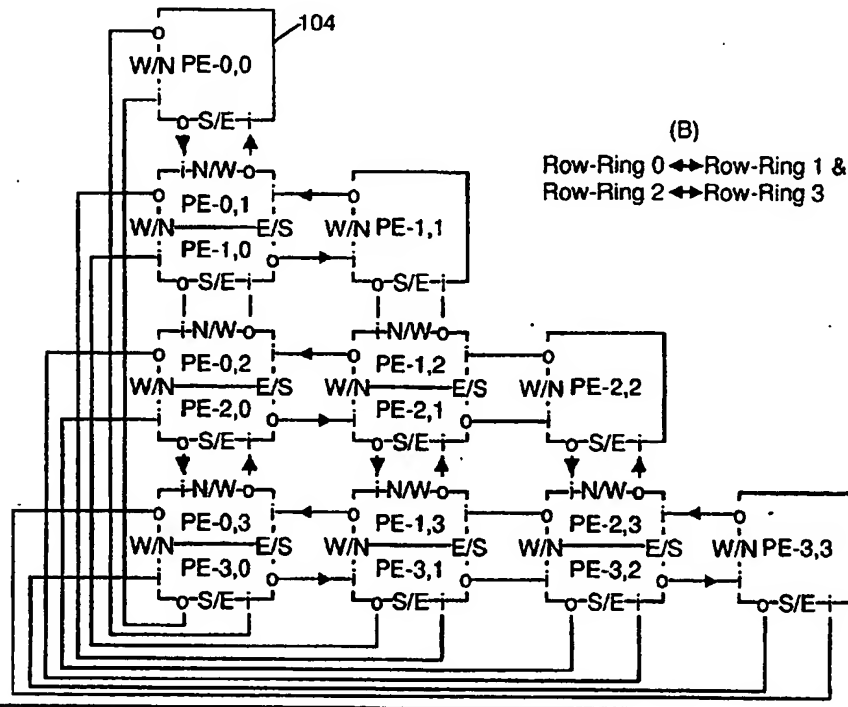 104
W/N PE-0,0
o S/E i
(B)
Row-Ring 0 ↔ Row-Ring 1 &
Row-Ring 2 ↔ Row-Ring 3
i N/W o
PE-0,1
W/N E/S W/N PE-1,1
PE-1,0
o S/E i o S/E i
i N/W o i N/W o
PE-0,2 PE-1,2
W/N E/S W/N E/S W/N PE-2,2
PE-2,0 PE-2,1
o S/E i o S/E i o S/E i
i N/W o i N/W o i N/W o
PE-0,3 PE-1,3 PE-2,3
W/N E/S W/N E/S W/N E/S W/N PE-3,3
PE-3,0 PE-3,1 PE-3,2
o S/E i o S/E i o S/E i o S/E i